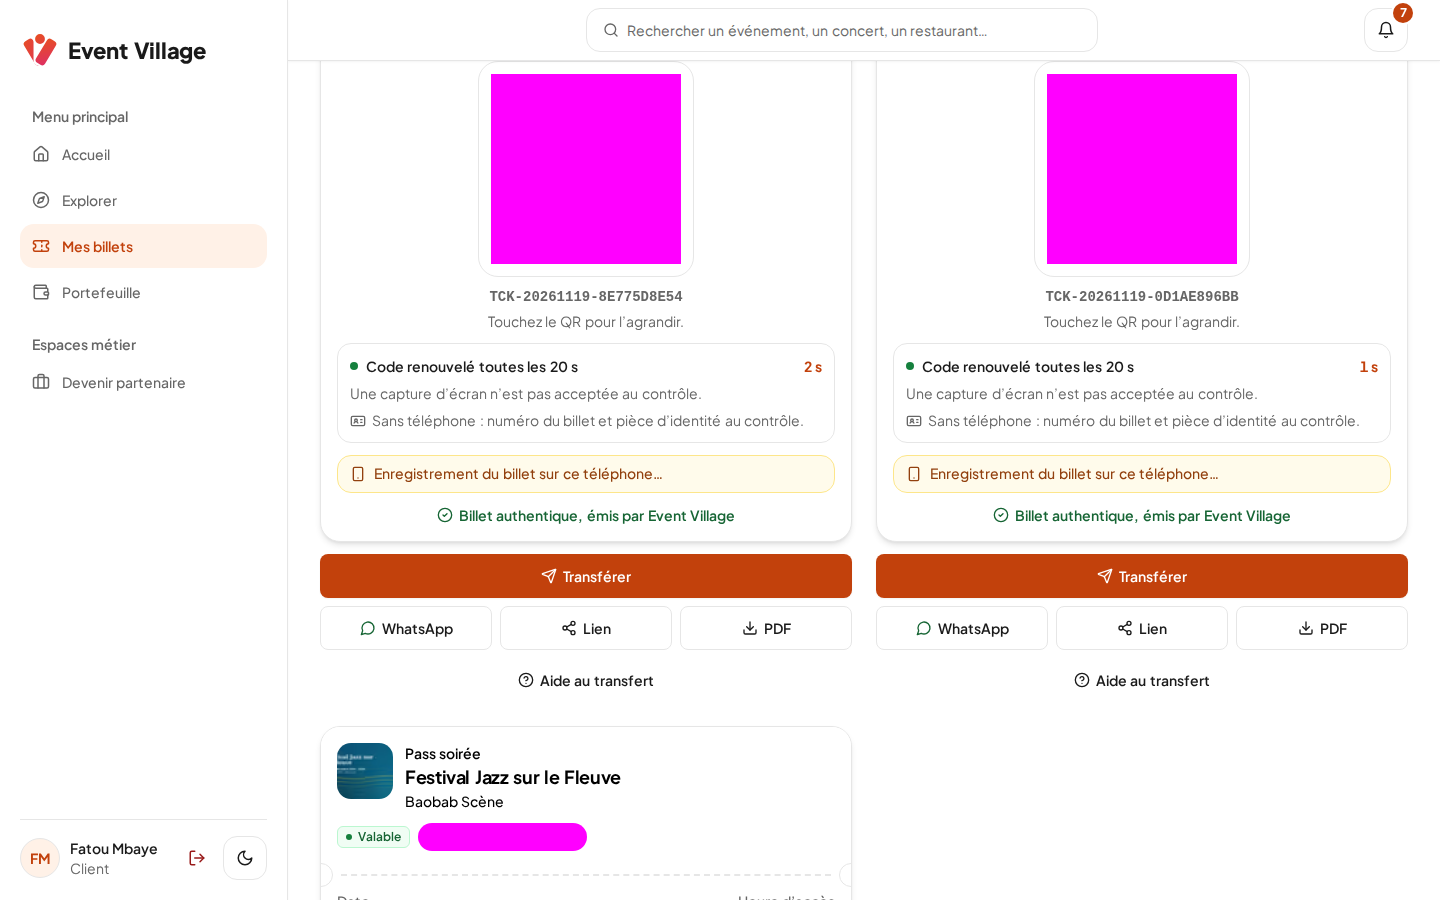 Event Village
Rechercher un événement, un concert, un restaurant…
7
Menu principal
Accueil
Explorer
Mes billets
Portefeuille
Espaces métier
Devenir partenaire
Fatou Mbaye
FM
Client
TCK-20261119-8E775D8E54
Touchez le QR pour l’agrandir.
Code renouvelé toutes les 20 s
2 s
Une capture d’écran n’est pas acceptée au contrôle.
Sans téléphone : numéro du billet et pièce d’identité au contrôle.
Enregistrement du billet sur ce téléphone…
Billet authentique, émis par Event Village
Transférer
WhatsApp
Lien
PDF
Aide au transfert
TCK-20261119-0D1AE896BB
Touchez le QR pour l’agrandir.
Code renouvelé toutes les 20 s
1 s
Une capture d’écran n’est pas acceptée au contrôle.
Sans téléphone : numéro du billet et pièce d’identité au contrôle.
Enregistrement du billet sur ce téléphone…
Billet authentique, émis par Event Village
Transférer
WhatsApp
Lien
PDF
Aide au transfert
Pass soirée
Festival Jazz sur le Fleuve
Baobab Scène
Valable